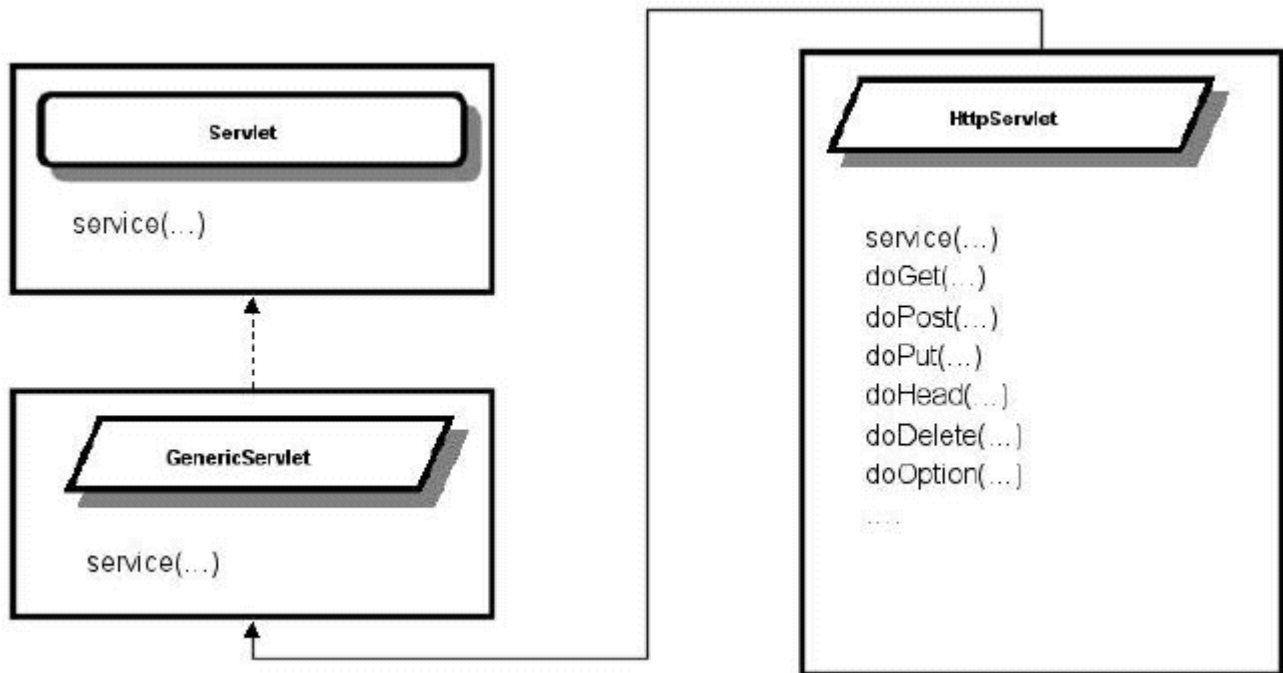 Servlet
service(...)
GenericServlet
service(...)
HttpServlet
service(...)
doGet(...)
doPost(...)
doPut(...)
doHead(...)
doDelete(...)
doOption(...)
....